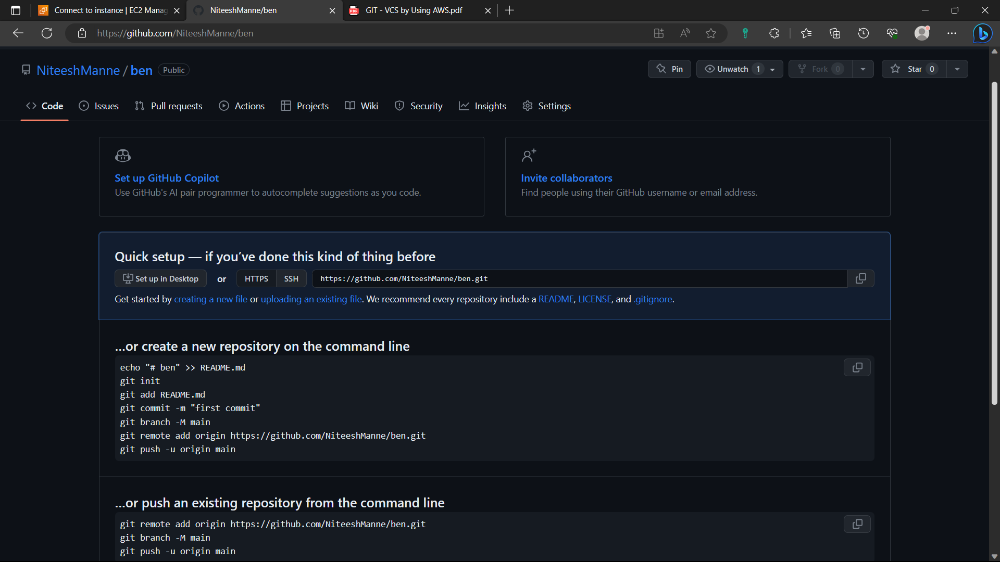 Connect to instance | EC2 Manag
NiteeshManne/ben
GIT - VCS by Using AWS.pdf
https://github.com/NiteeshManne/ben
NiteeshManne / ben Public
Pin
Unwatch 1
Fork 0
Star 0
Code
Issues
Pull requests
Actions
Projects
Wiki
Security
Insights
Settings
Set up GitHub Copilot
Use GitHub's AI pair programmer to autocomplete suggestions as you code.
Invite collaborators
Find people using their GitHub username or email address.
Quick setup — if you’ve done this kind of thing before
Set up in Desktop or HTTPS SSH https://github.com/NiteeshManne/ben.git
Get started by creating a new file or uploading an existing file. We recommend every repository include a README, LICENSE, and .gitignore.
…or create a new repository on the command line
echo "# ben" >> README.md
git init
git add README.md
git commit -m "first commit"
git branch -M main
git remote add origin https://github.com/NiteeshManne/ben.git
git push -u origin main
…or push an existing repository from the command line
git remote add origin https://github.com/NiteeshManne/ben.git
git branch -M main
git push -u origin main